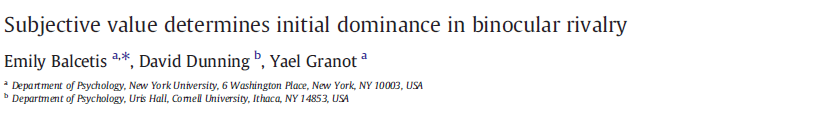 Subjective value determines initial dominance in binocular rivalry
Emily Balcetis a,*, David Dunning b, Yael Granot a
a Department of Psychology, New York University, 6 Washington Place, New York, NY 10003, USA
b Department of Psychology, Uris Hall, Cornell University, Ithaca, NY 14853, USA